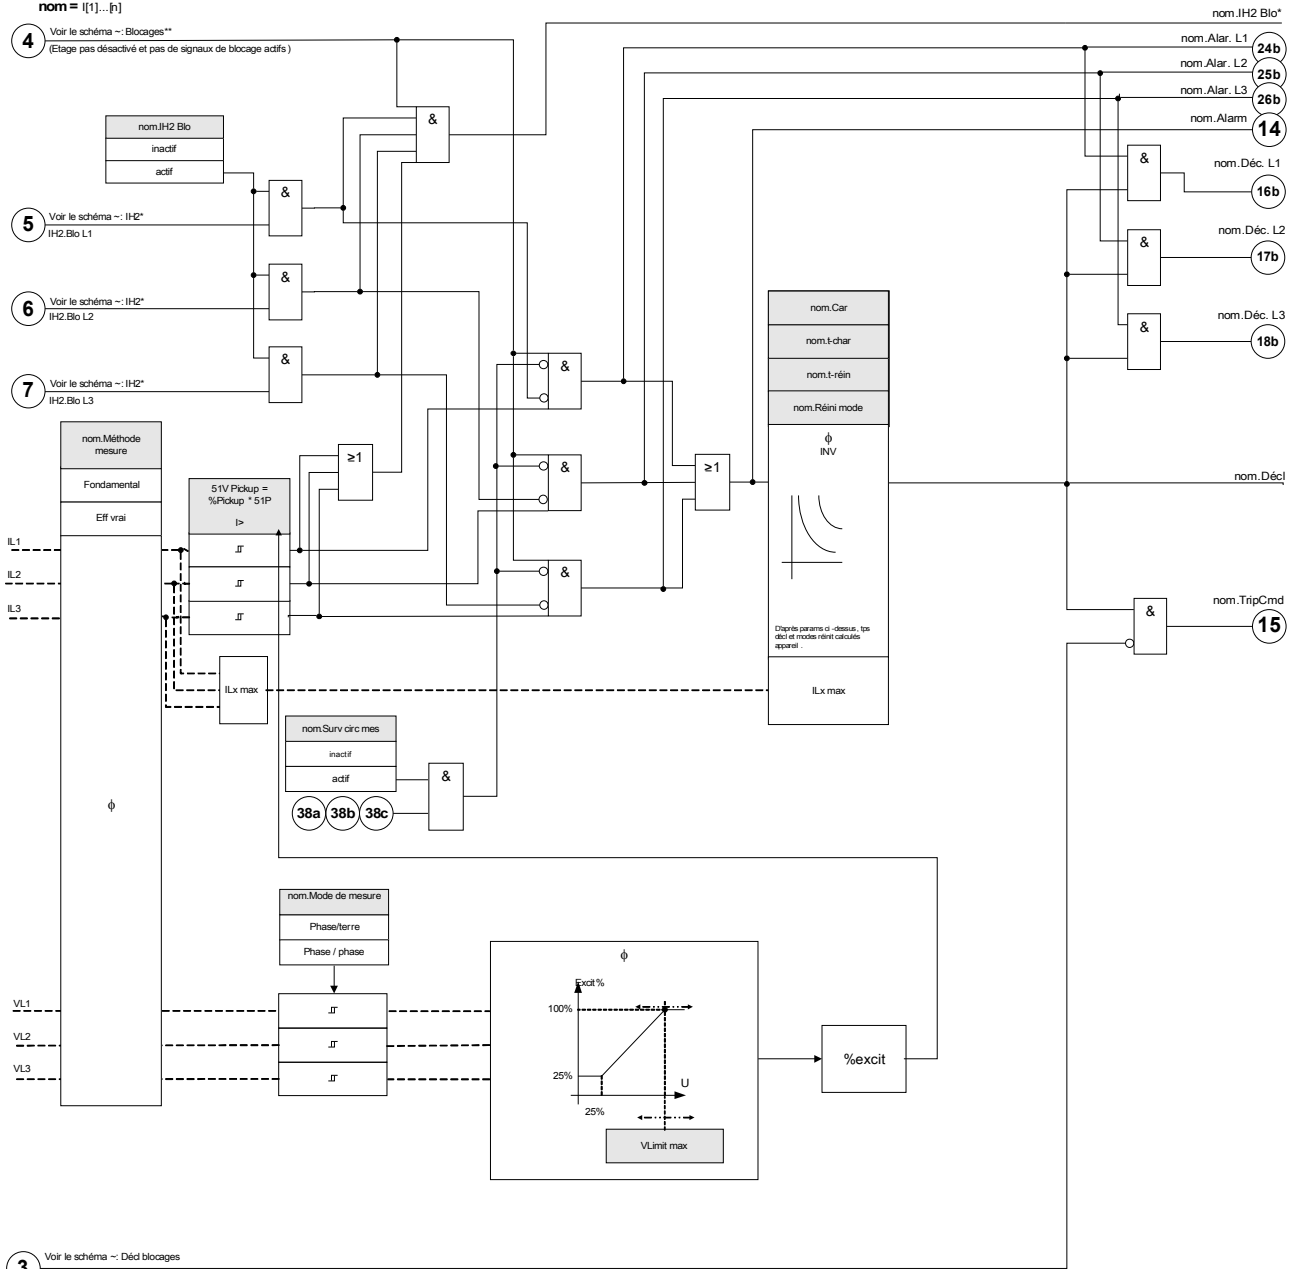 nom = I[1]...[n]
nom.IH2 Blo*
4
Voir le schéma ~: Blocages**
(Etage pas désactivé et pas de signaux de blocage actifs )
nom.Alar. L1
24b
nom.Alar. L2
25b
nom.Alar. L3
26b
nom.Alarm
14
nom.IH2 Blo
inactif
actif
&
&
nom.Déc. L1
16b
&
5
Voir le schéma ~: IH2*
IH2.Blo L1
&
nom.Déc. L2
17b
&
6
Voir le schéma ~: IH2*
IH2.Blo L2
&
nom.Déc. L3
18b
&
7
Voir le schéma ~: IH2*
IH2.Blo L3
&
nom.Car
nom.t-char
nom.t-réin
nom.Réini mode
ϕ
INV
&
nom.Méthode
mesure
Fondamental
Eff vrai
≥1
51V Pickup =
%Pickup * 51P
I>
&
≥1
nom.Décl
IL1
IL2
IL3
&
D'après params ci -dessus, tps
décl et modes réinit calculés
appareil .
ILx max
&
nom.TripCmd
15
ILx max
nom.Surv circ mes
inactif
actif
&
38a
38b
38c
ϕ
nom.Mode de mesure
Phase/terre
Phase / phase
ϕ
Excit%
100%
25%
25%
U
VLimit max
%excit
VL1
VL2
VL3
3
Voir le schéma ~: Décl blocages